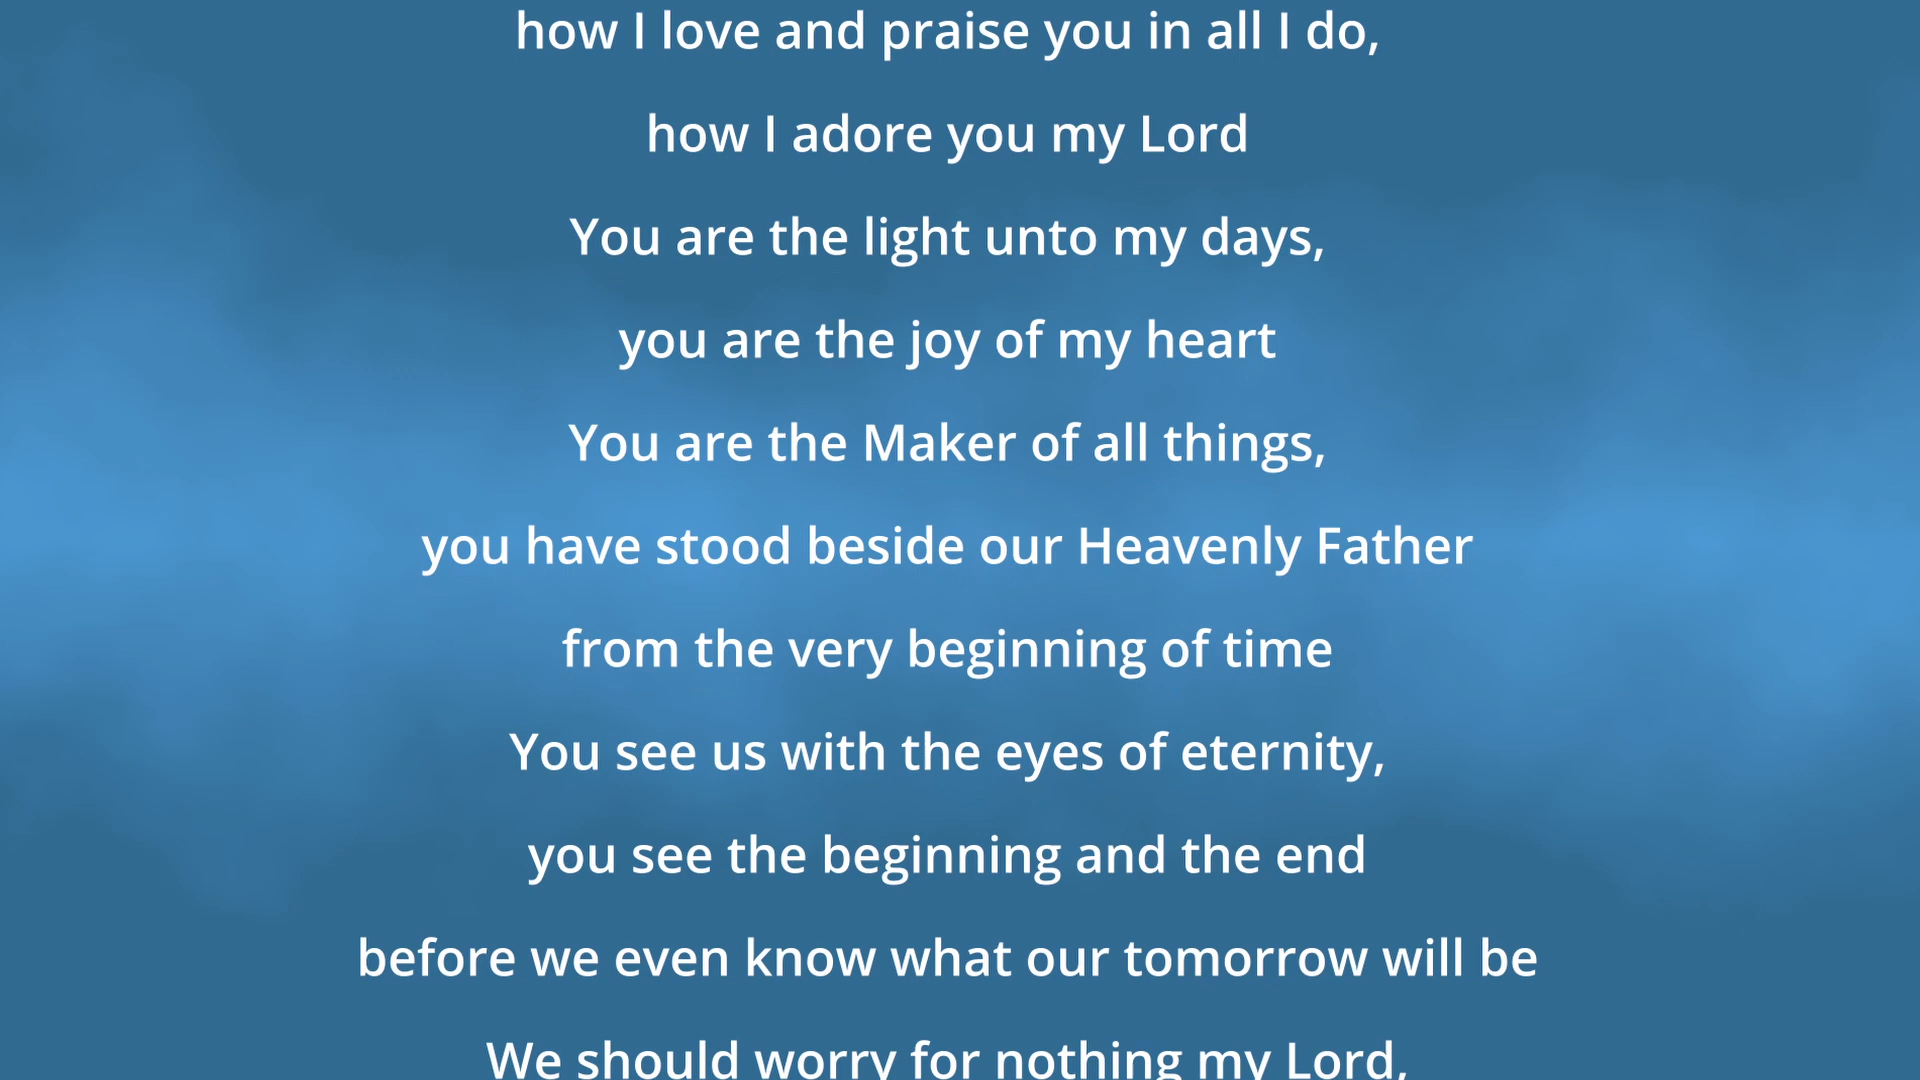 how I love and praise you in all I do,
how I adore you my Lord
You are the light unto my days,
you are the joy of my heart
You are the Maker of all things,
you have stood beside our Heavenly Father
from the very beginning of time
You see us with the eyes of eternity,
you see the beginning and the end
before we even know what our tomorrow will be
We should worry for nothing my Lord,